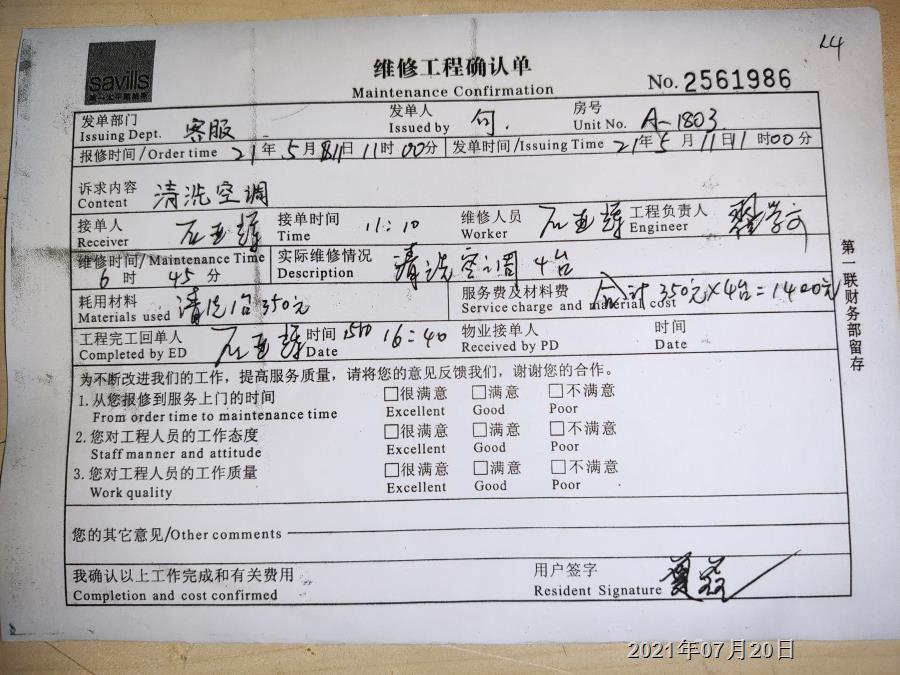 savills
第一太平戴维斯
14
维修工程确认单
Maintenance Confirmation
No. 2561986
发单部门 客服 发单人 房号
Issuing Dept. Issued by Unit No. A-1803
报修时间/Order time 21年5月11日11时00分 发单时间/Issuing Time 21年5月11日11时00分
诉求内容 清洗空调
Content
接单人 接单时间 11:10 维修人员 工程负责人
Receiver Time Worker Engineer
维修时间/Maintenance Time 实际维修情况 清洗空调4台
6时45分 Description
耗用材料 清洗1台350元 服务费及材料费 合计350元×4台=1400元
Materials used Service charge and material cost
工程完工回单人 时间 16:40 物业接单人 时间
Completed by ED Date Received by PD Date
为不断改进我们的工作，提高服务质量，请将您的意见反馈我们，谢谢您的合作。
1.从您报修到服务上门的时间 □很满意 □满意 □不满意
From order time to maintenance time Excellent Good Poor
2.您对工程人员的工作态度 □很满意 □满意 □不满意
Staff manner and attitude Excellent Good Poor
3.您对工程人员的工作质量 □很满意 □满意 □不满意
Work quality Excellent Good Poor
您的其它意见/Other comments
我确认以上工作完成和有关费用 用户签字
Completion and cost confirmed Resident Signature
第一联财务部留存
2021年07月20日